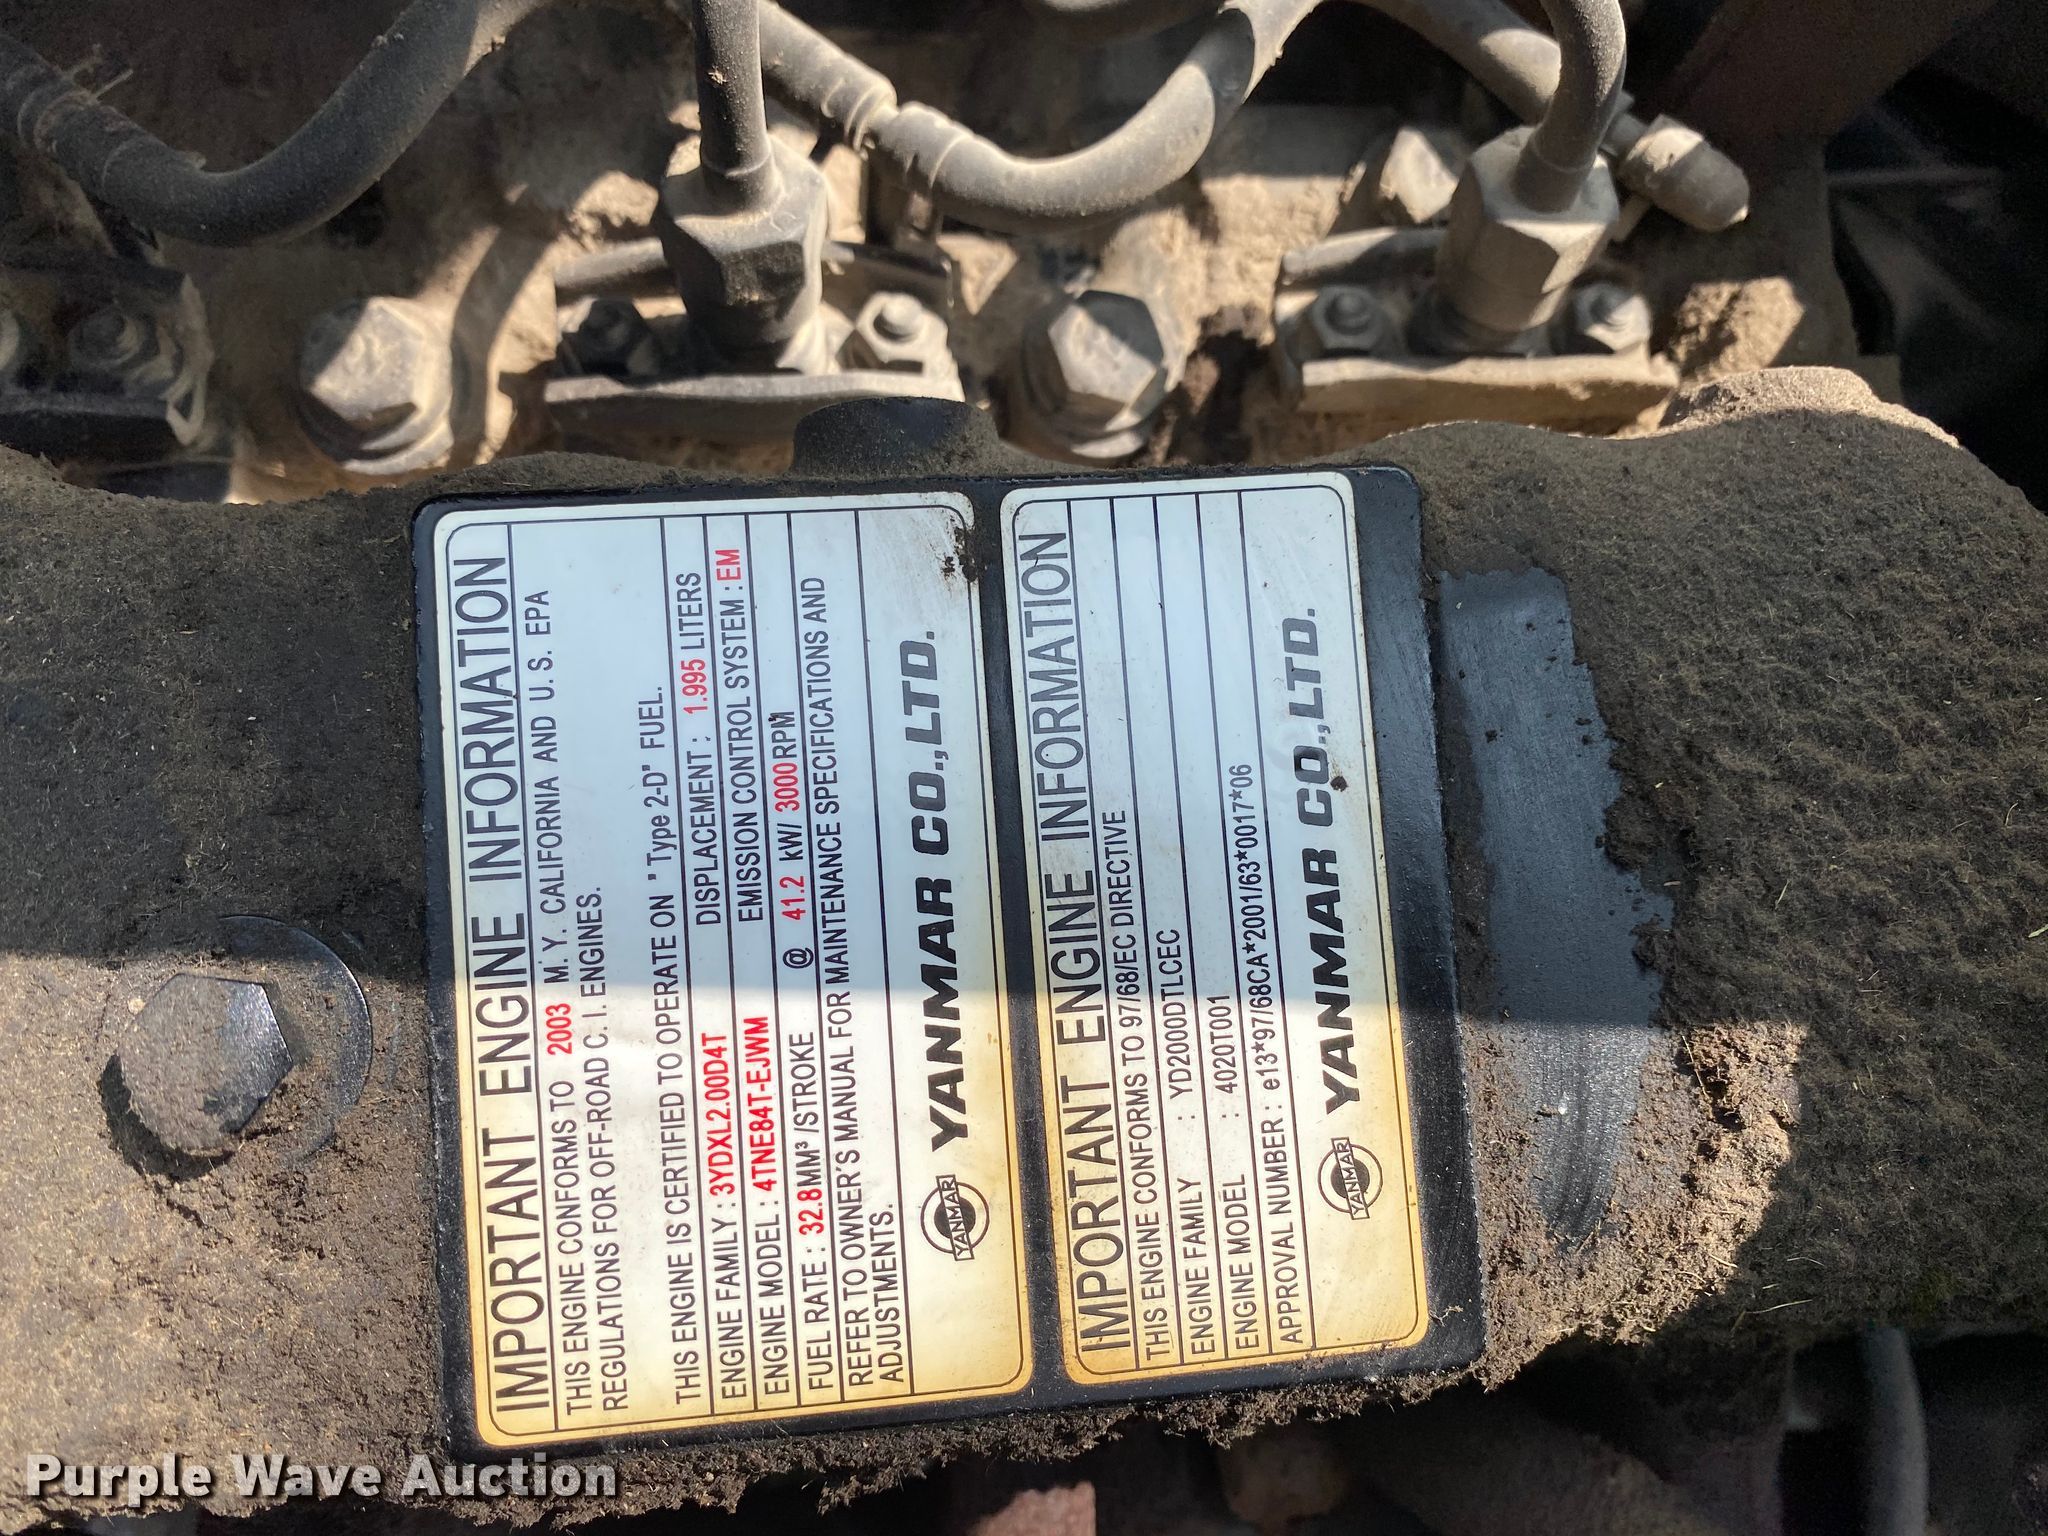 IMPORTANT ENGINE INFORMATION
THIS ENGINE CONFORMS TO 2003 M. Y. CALIFORNIA AND U. S. EPA
REGULATIONS FOR OFF-ROAD C. I. ENGINES.
THIS ENGINE IS CERTIFIED TO OPERATE ON " Type 2-D" FUEL.
ENGINE FAMILY : 3YDXL2.00D4T DISPLACEMENT : 1.995 LITERS
ENGINE MODEL : 4TNE84T-EJWM EMISSION CONTROL SYSTEM : EM
FUEL RATE : 32.8MM³ /STROKE @ 41.2 kW/ 3000RPM
REFER TO OWNER'S MANUAL FOR MAINTENANCE SPECIFICATIONS AND
ADJUSTMENTS.
YANMAR YANMAR CO.,LTD.
IMPORTANT ENGINE INFORMATION
THIS ENGINE CONFORMS TO 97/68/EC DIRECTIVE
ENGINE FAMILY : YD2000DTLCEC
ENGINE MODEL : 4020T001
APPROVAL NUMBER : e13*97/68CA*2001/63*0017*06
YANMAR YANMAR CO.,LTD.
Purple Wave Auction